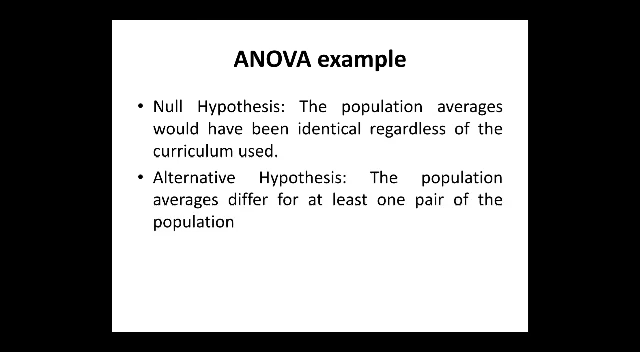 ANOVA example
• Null Hypothesis: The population averages
would have been identical regardless of the
curriculum used.
• Alternative Hypothesis: The population
averages differ for at least one pair of the
population